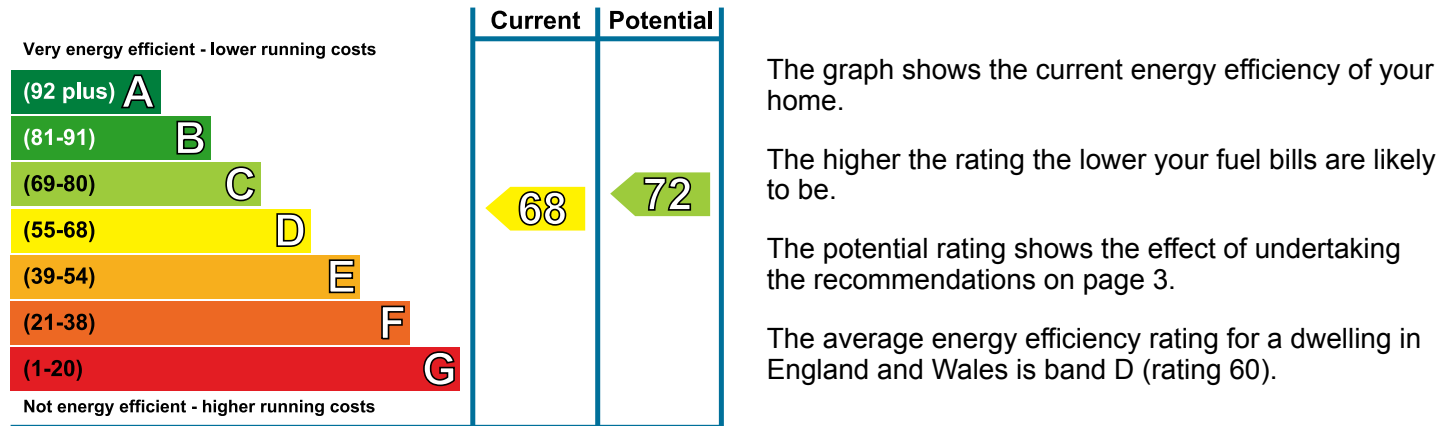 Current Potential
Very energy efficient - lower running costs
(92 plus) A
(81-91) B
(69-80) C
(55-68) D
(39-54) E
(21-38) F
(1-20) G
Not energy efficient - higher running costs
68 72
The graph shows the current energy efficiency of your
home.
The higher the rating the lower your fuel bills are likely
to be.
The potential rating shows the effect of undertaking
the recommendations on page 3.
The average energy efficiency rating for a dwelling in
England and Wales is band D (rating 60).